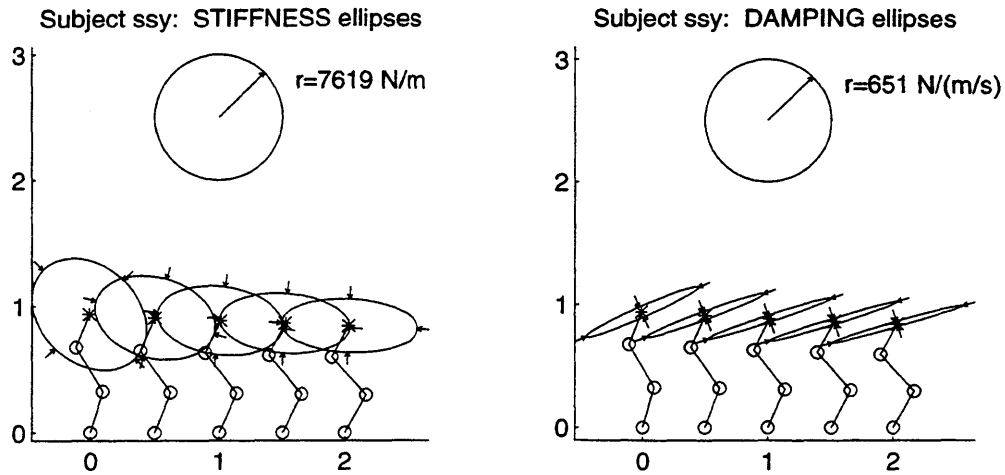 Subject ssy: STIFFNESS ellipses
3
r=7619 N/m
2
1
0
0 1 2
Subject ssy: DAMPING ellipses
3
r=651 N/(m/s)
2
1
0
0 1 2